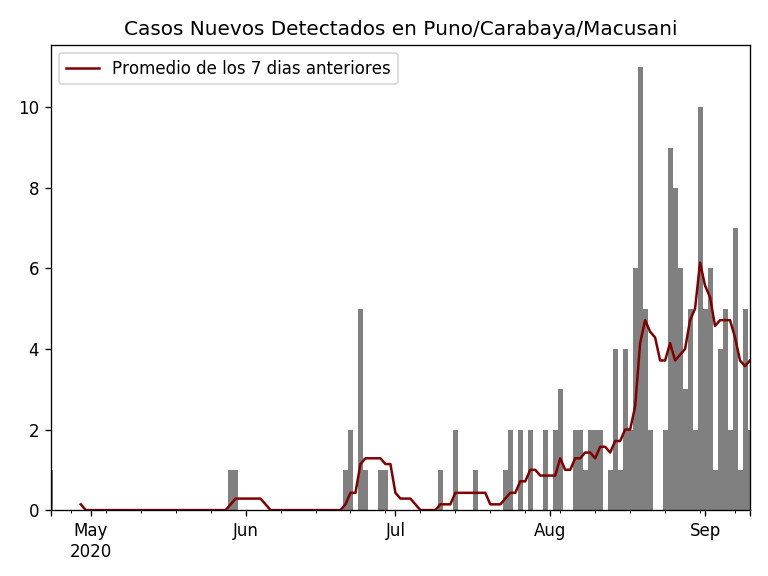 Casos Nuevos Detectados en Puno/Carabaya/Macusani
Promedio de los 7 dias anteriores
10
8
6
4
2
0
May Jun Jul Aug Sep
2020